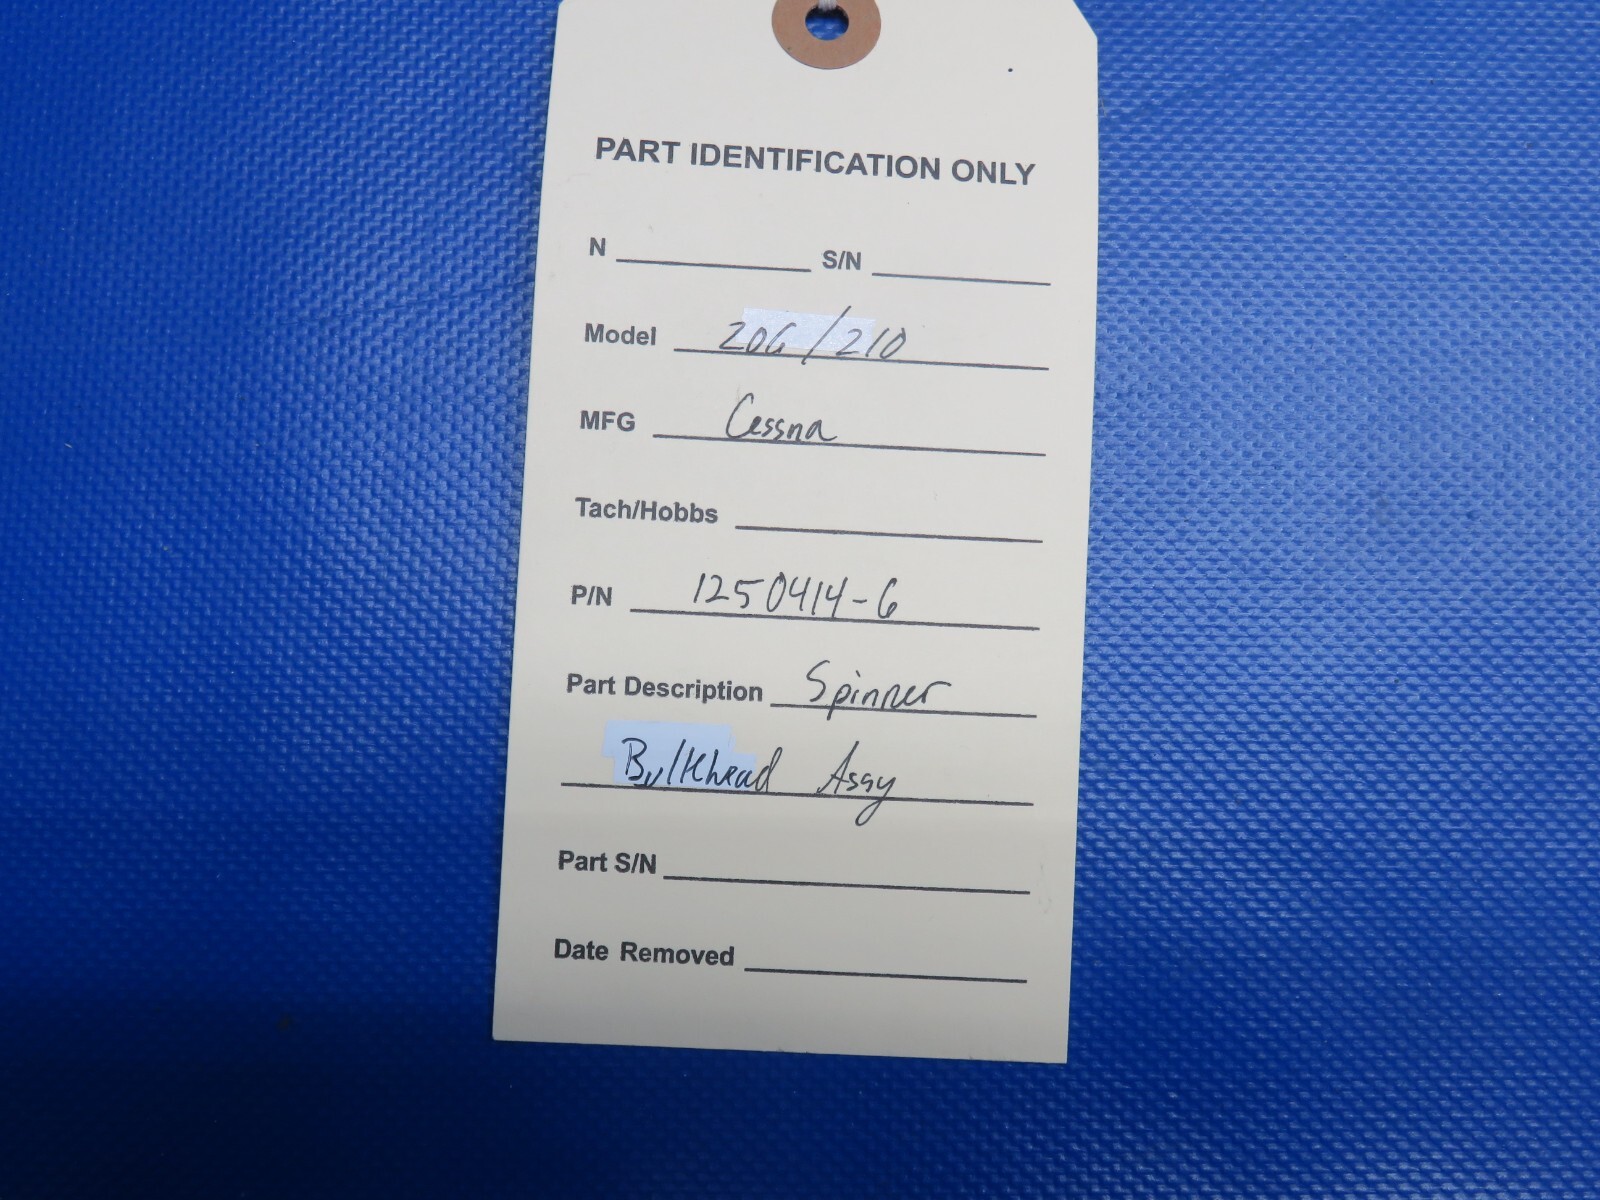 PART IDENTIFICATION ONLY
N S/N
Model 206/210
MFG Cessna
Tach/Hobbs
P/N 1250414-6
Part Description Spinner
Bulkhead Assy
Part S/N
Date Removed